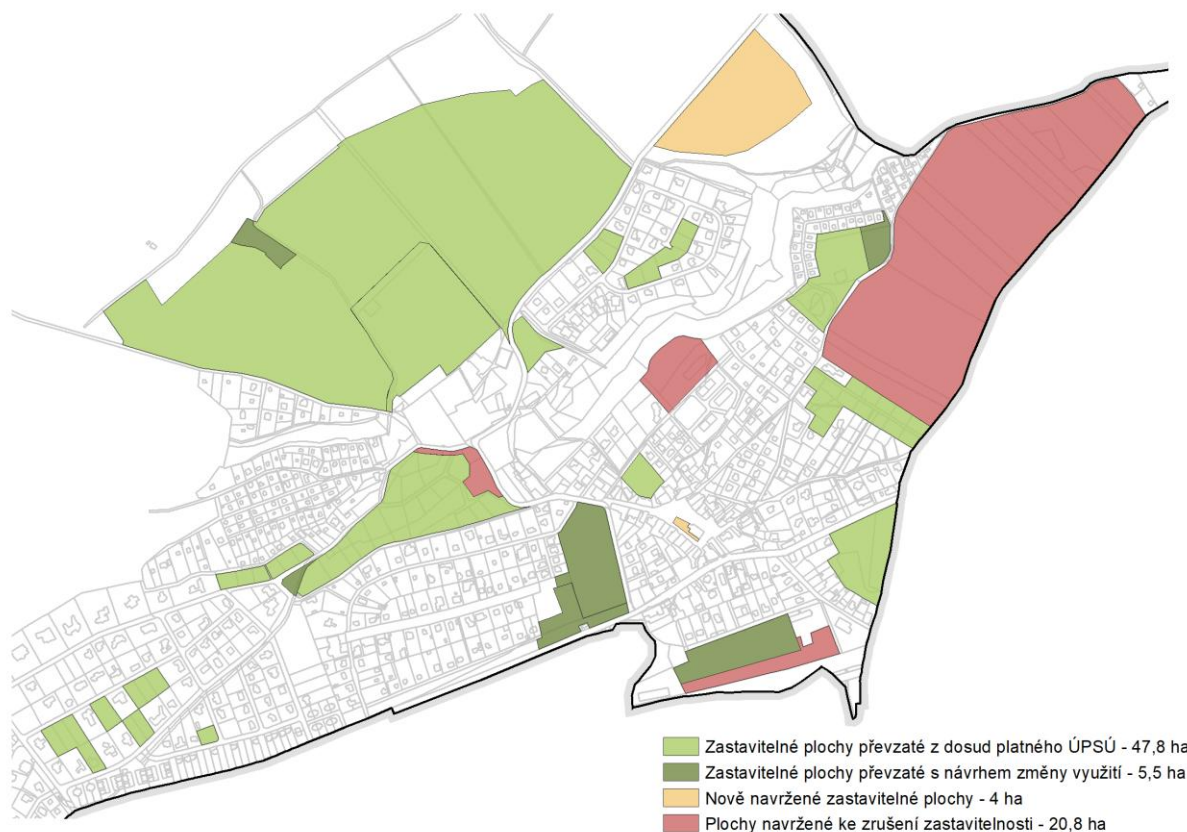 Zastavitelné plochy převzaté z dosud platného ÚPSÚ - 47,8 ha
Zastavitelné plochy převzaté s návrhem změny využití - 5,5 ha
Nově navržené zastavitelné plochy - 4 ha
Plochy navržené ke zrušení zastavitelnosti - 20,8 ha